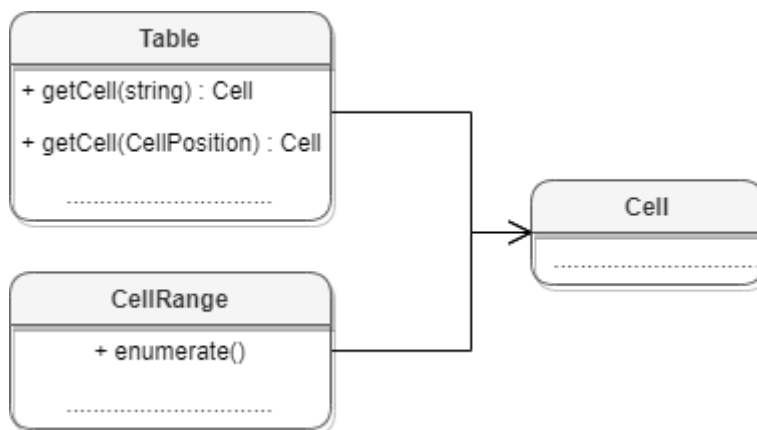 Table
+ getCell(string) : Cell
+ getCell(CellPosition) : Cell
Cell
CellRange
+ enumerate()